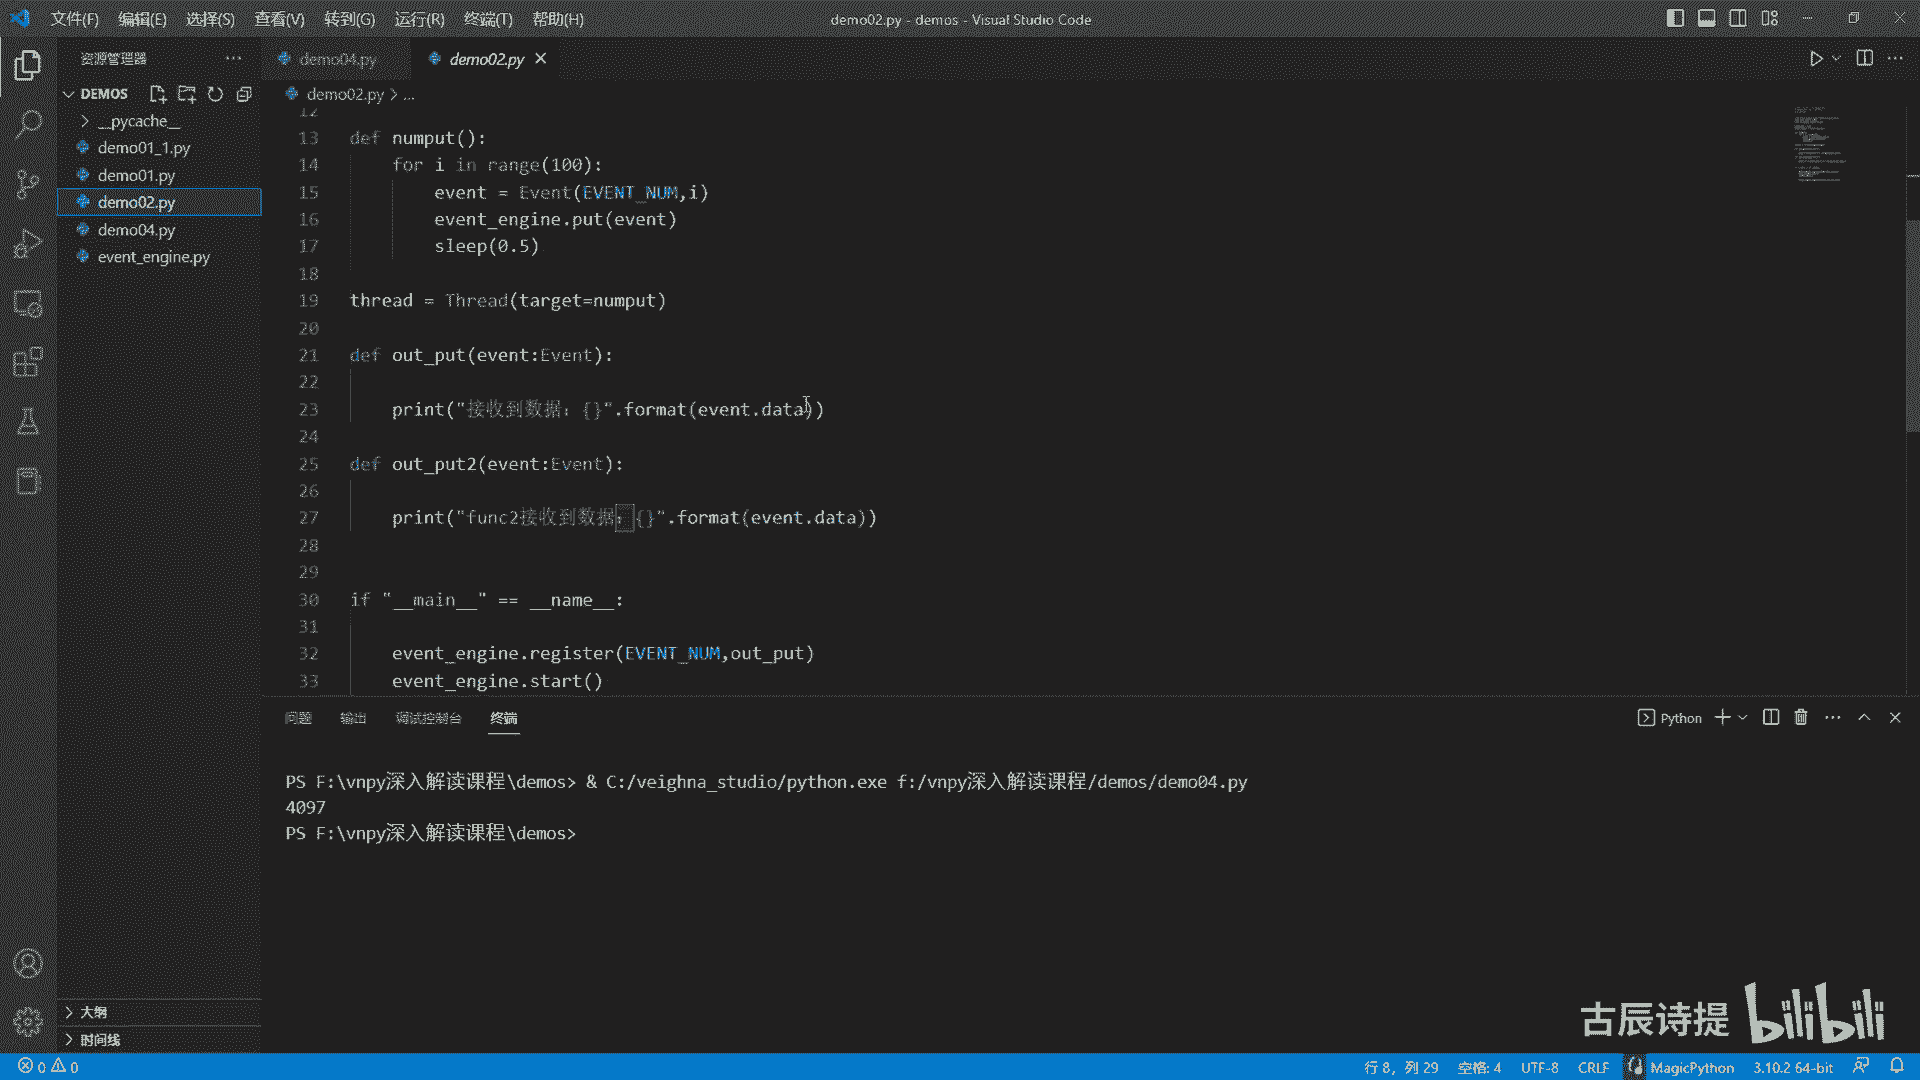 文件(F) 编辑(E) 选择(S) 查看(V) 转到(G) 运行(R) 终端(T) 帮助(H) demo02.py - demos - Visual Studio Code
资源管理器
demo04.py demo02.py
DEMOS
demo02.py > ...
__pycache__
demo01_1.py
demo01.py
demo02.py
demo04.py
event_engine.py
12
13 def numput():
14 for i in range(100):
15 event = Event(EVENT_NUM,i)
16 event_engine.put(event)
17 sleep(0.5)
18
19 thread = Thread(target=numput)
20
21 def out_put(event:Event):
22
23 print("接收到数据：{}".format(event.data))
24
25 def out_put2(event:Event):
26
27 print("func2接收到数据：{}".format(event.data))
28
29
30 if "__main__" == __name__:
31
32 event_engine.register(EVENT_NUM,out_put)
33 event_engine.start()
问题 输出 调试控制台 终端
Python
PS F:\vnpy深入解读课程\demos> & C:/veighna_studio/python.exe f:/vnpy深入解读课程/demos/demo04.py
4097
PS F:\vnpy深入解读课程\demos>
大纲
时间线
古辰诗提 bilibili
0 0 行 8，列 29 空格: 4 UTF-8 CRLF MagicPython 3.10.2 64-bit